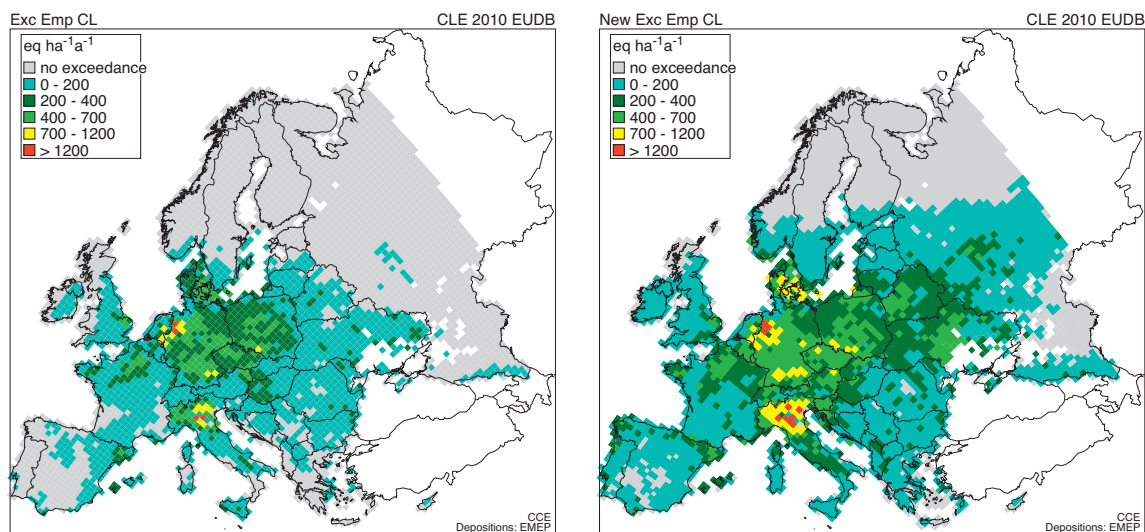 Exc Emp CL CLE 2010 EUDB
eq ha⁻¹a⁻¹
no exceedance
0 - 200
200 - 400
400 - 700
700 - 1200
> 1200
CCE
Depositions: EMEP
New Exc Emp CL CLE 2010 EUDB
eq ha⁻¹a⁻¹
no exceedance
0 - 200
200 - 400
400 - 700
700 - 1200
> 1200
CCE
Depositions: EMEP